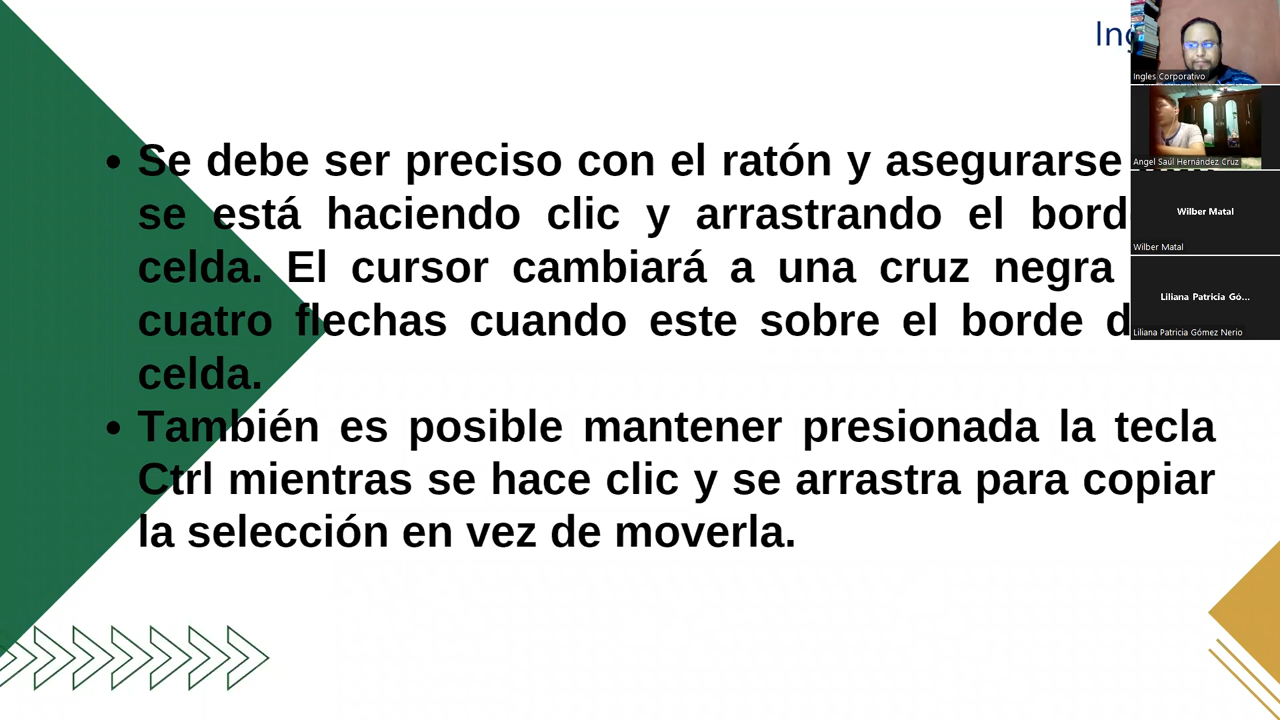 Ing
• Se debe ser preciso con el ratón y asegurarse
se está haciendo clic y arrastrando el bord
celda. El cursor cambiará a una cruz negra
cuatro flechas cuando este sobre el borde d
celda.
• También es posible mantener presionada la tecla
Ctrl mientras se hace clic y se arrastra para copiar
la selección en vez de moverla.
Ingles Corporativo
Angel Saúl Hernández Cruz
Wilber Matal
Wilber Matal
Liliana Patricia Gó...
Liliana Patricia Gómez Nerio